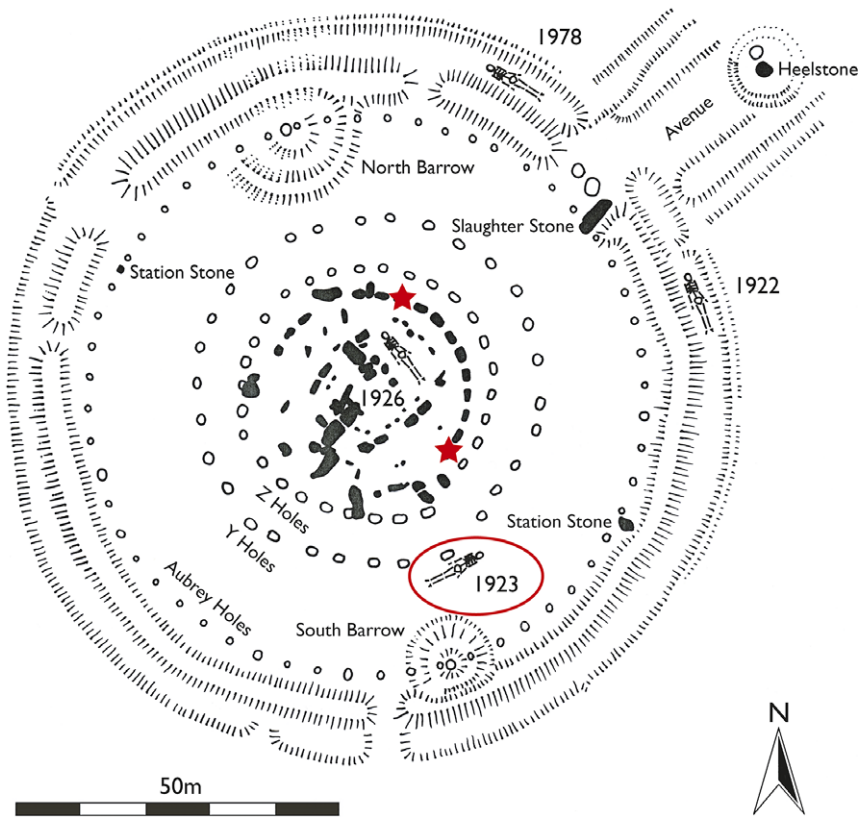 1978
Heelstone
Avenue
North Barrow
Slaughter Stone
Station Stone
1922
1926
Z Holes
Y Holes
Station Stone
Aubrey Holes
1923
South Barrow
N
50m